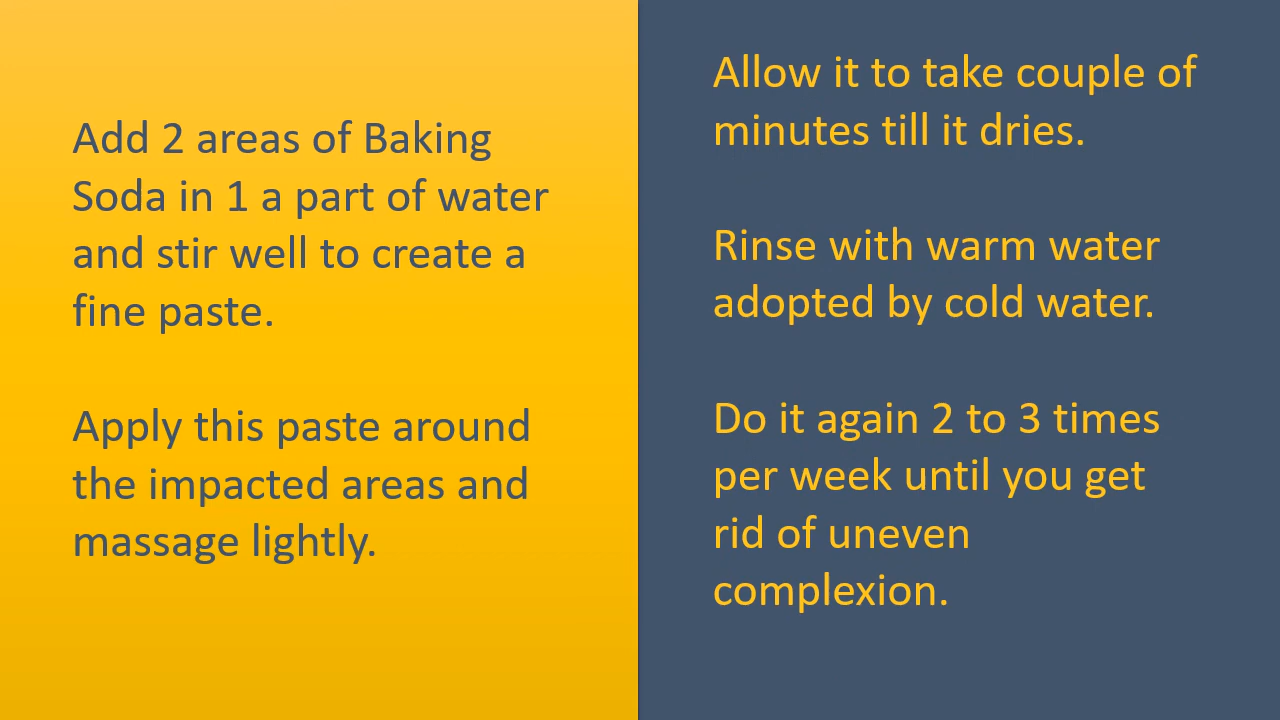 Add 2 areas of Baking
Soda in 1 a part of water
and stir well to create a
fine paste.
Apply this paste around
the impacted areas and
massage lightly.
Allow it to take couple of
minutes till it dries.
Rinse with warm water
adopted by cold water.
Do it again 2 to 3 times
per week until you get
rid of uneven
complexion.